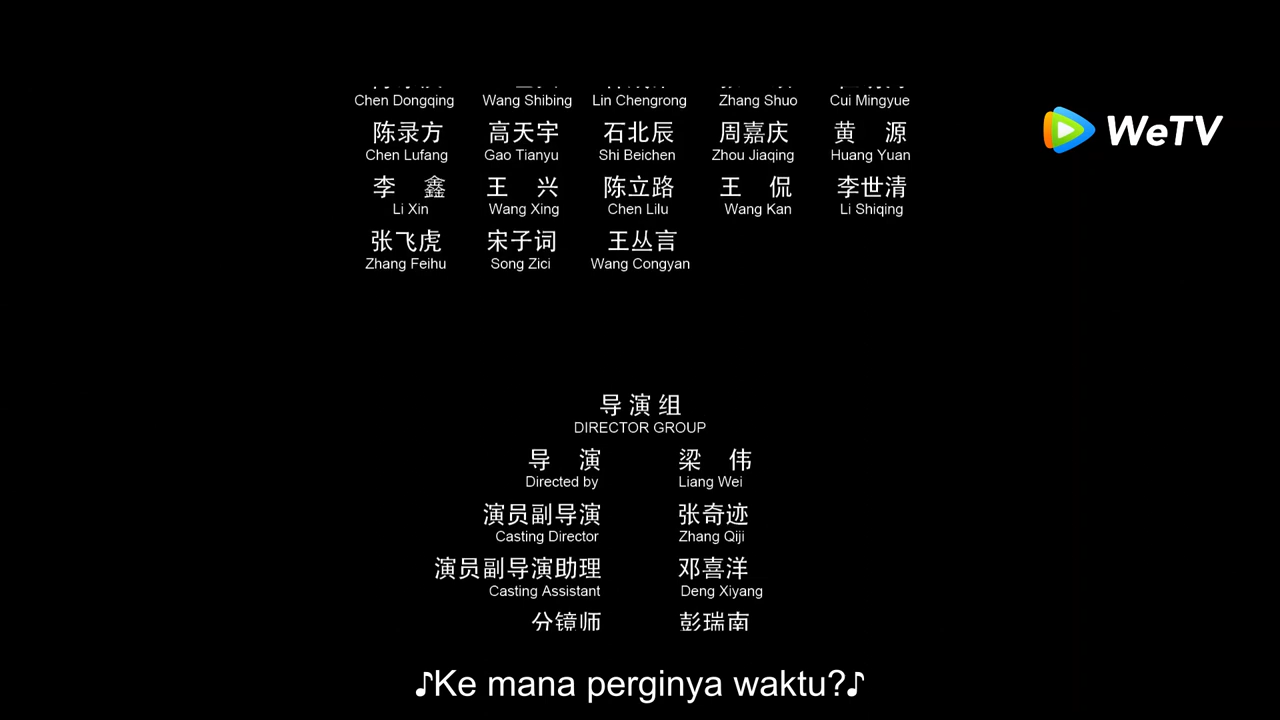 Chen Dongqing Wang Shibing Lin Chengrong Zhang Shuo Cui Mingyue
WeTV
陈录方 高天宇 石北辰 周嘉庆 黄 源
Chen Lufang Gao Tianyu Shi Beichen Zhou Jiaqing Huang Yuan
李 鑫 王 兴 陈立路 王 侃 李世清
Li Xin Wang Xing Chen Lilu Wang Kan Li Shiqing
张飞虎 宋子词 王丛言
Zhang Feihu Song Zici Wang Congyan
导演组
DIRECTOR GROUP
导 演 梁 伟
Directed by Liang Wei
演员副导演 张奇迹
Casting Director Zhang Qiji
演员副导演助理 邓喜洋
Casting Assistant Deng Xiyang
分镜师 彭瑞南
♪Ke mana perginya waktu?♪